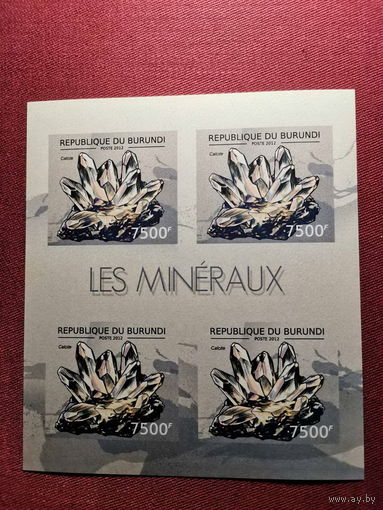 REPUBLIQUE DU BURUNDI
POSTE 2012
Calcite
7500F
REPUBLIQUE DU BURUNDI
POSTE 2012
Calcite
7500F
LES MINÉRAUX
REPUBLIQUE DU BURUNDI
POSTE 2012
Calcite
7500F
REPUBLIQUE DU BURUNDI
POSTE 2012
Calcite
7500F
www.ay.by